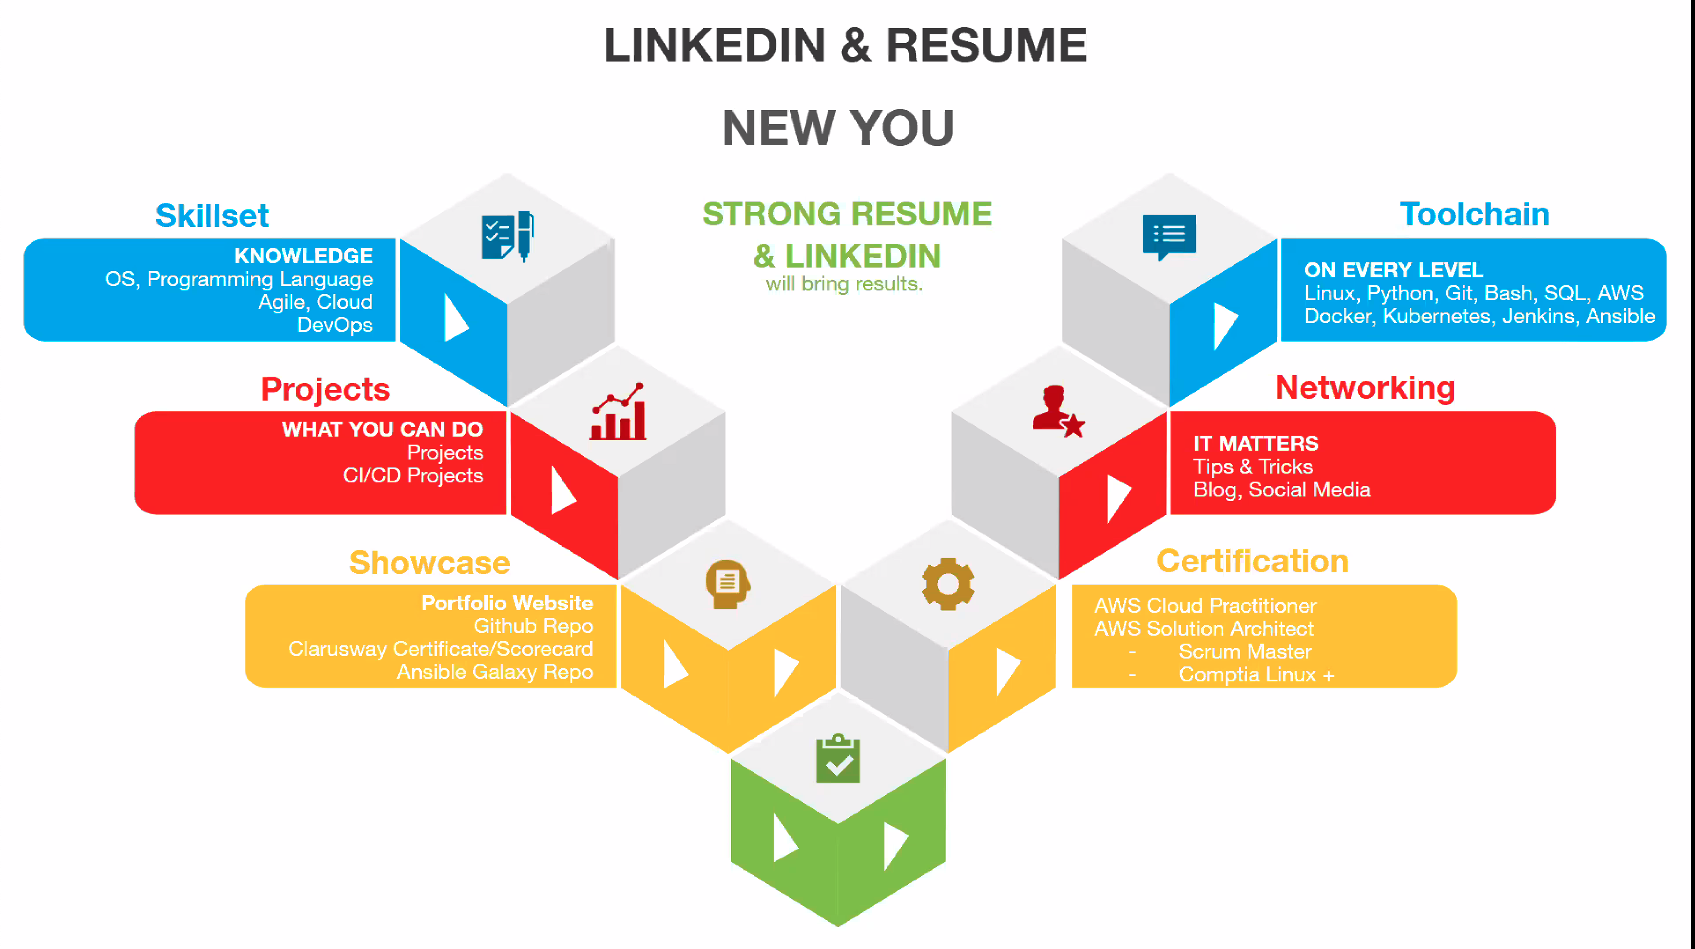 LINKEDIN & RESUME
NEW YOU
STRONG RESUME
& LINKEDIN
will bring results.
Skillset
KNOWLEDGE
OS, Programming Language
Agile, Cloud
DevOps
Toolchain
ON EVERY LEVEL
Linux, Python, Git, Bash, SQL, AWS
Docker, Kubernetes, Jenkins, Ansible
Projects
WHAT YOU CAN DO
Projects
CI/CD Projects
Networking
IT MATTERS
Tips & Tricks
Blog, Social Media
Showcase
Portfolio Website
Github Repo
Clarusway Certificate/Scorecard
Ansible Galaxy Repo
Certification
AWS Cloud Practitioner
AWS Solution Architect
- Scrum Master
- Comptia Linux +